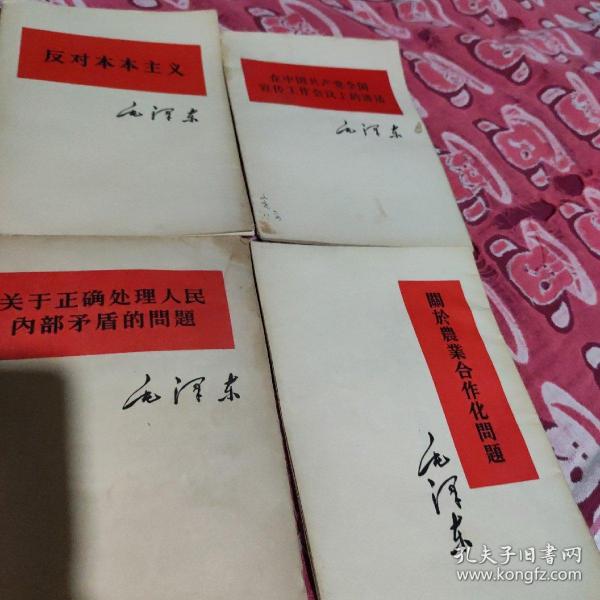 反对本本主义
毛泽东
在中国共产党全国
宣传工作会议上的讲话
毛泽东
关于正确处理人民
內部矛盾的問題
毛泽东
關於農業合作化問題
毛泽东
孔夫子旧书网
www.kongfz.com